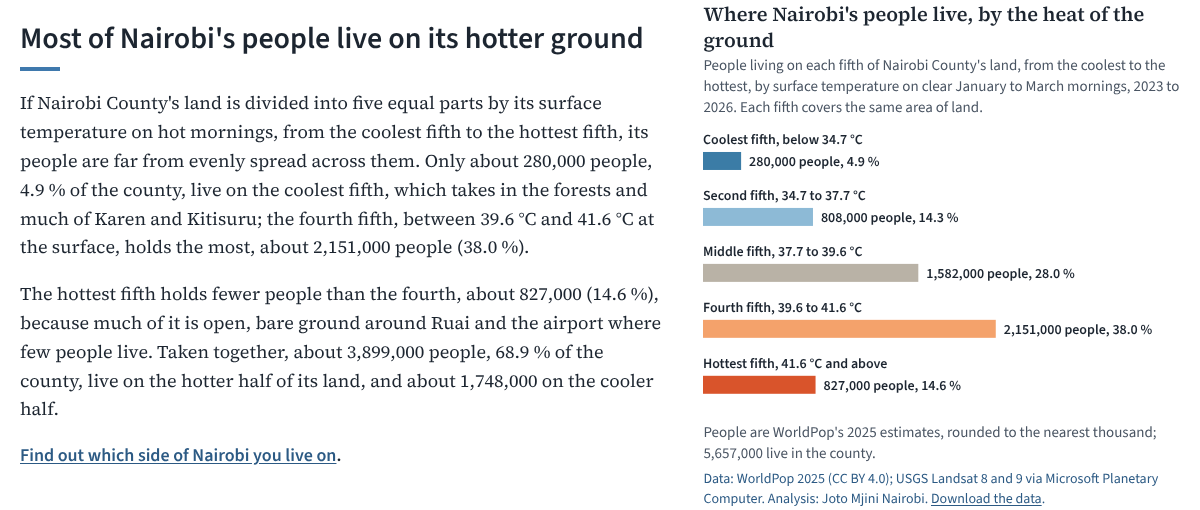 Most of Nairobi's people live on its hotter ground
If Nairobi County's land is divided into five equal parts by its surface
temperature on hot mornings, from the coolest fifth to the hottest fifth, its
people are far from evenly spread across them. Only about 280,000 people,
4.9 % of the county, live on the coolest fifth, which takes in the forests and
much of Karen and Kitisuru; the fourth fifth, between 39.6 °C and 41.6 °C at
the surface, holds the most, about 2,151,000 people (38.0 %).
The hottest fifth holds fewer people than the fourth, about 827,000 (14.6 %),
because much of it is open, bare ground around Ruai and the airport where
few people live. Taken together, about 3,899,000 people, 68.9 % of the
county, live on the hotter half of its land, and about 1,748,000 on the cooler
half.
Find out which side of Nairobi you live on.
Where Nairobi's people live, by the heat of the
ground
People living on each fifth of Nairobi County's land, from the coolest to the
hottest, by surface temperature on clear January to March mornings, 2023 to
2026. Each fifth covers the same area of land.
Coolest fifth, below 34.7 °C
280,000 people, 4.9 %
Second fifth, 34.7 to 37.7 °C
808,000 people, 14.3 %
Middle fifth, 37.7 to 39.6 °C
1,582,000 people, 28.0 %
Fourth fifth, 39.6 to 41.6 °C
2,151,000 people, 38.0 %
Hottest fifth, 41.6 °C and above
827,000 people, 14.6 %
People are WorldPop's 2025 estimates, rounded to the nearest thousand;
5,657,000 live in the county.
Data: WorldPop 2025 (CC BY 4.0); USGS Landsat 8 and 9 via Microsoft Planetary
Computer. Analysis: Joto Mjini Nairobi. Download the data.